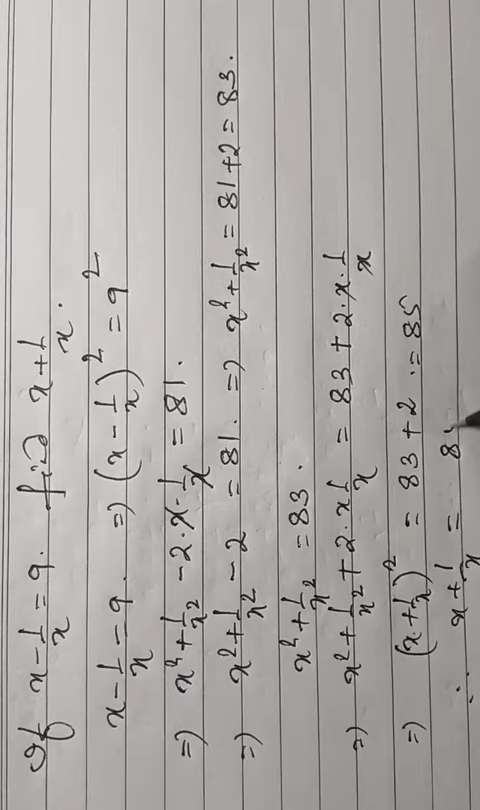 If x - 1/x = 9. find x + 1/x.
x - 1/x = 9. => (x - 1/x)² = 9²
=> x² + 1/x² - 2·x·1/x = 81.
=> x² + 1/x² - 2 = 81. => x² + 1/x² = 81 + 2 = 83.
x² + 1/x² = 83.
=> x² + 1/x² + 2·x 1/x = 83 + 2·x·1/x
=> (x + 1/x)² = 83 + 2 = 85
∴ x + 1/x = 8